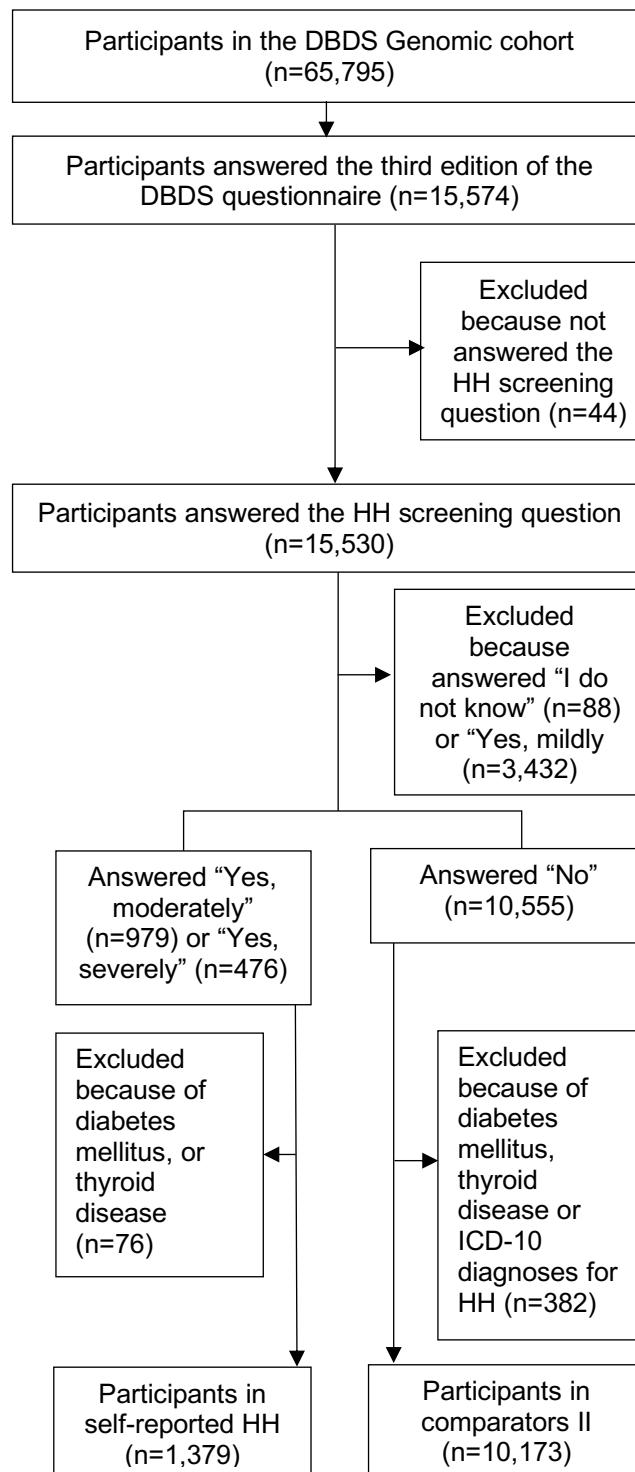 Participants in the DBDS Genomic cohort
(n=65,795)
Participants answered the third edition of the
DBDS questionnaire (n=15,574)
Excluded
because not
answered the
HH screening
question (n=44)
Participants answered the HH screening question
(n=15,530)
Excluded
because
answered “I do
not know” (n=88)
or “Yes, mildly
(n=3,432)
Answered “Yes,
moderately”
(n=979) or “Yes,
severely” (n=476)
Answered “No”
(n=10,555)
Excluded
because of
diabetes
mellitus, or
thyroid
disease
(n=76)
Excluded
because of
diabetes
mellitus,
thyroid
disease or
ICD-10
diagnoses for
HH (n=382)
Participants in
self-reported HH
(n=1,379)
Participants in
comparators II
(n=10,173)